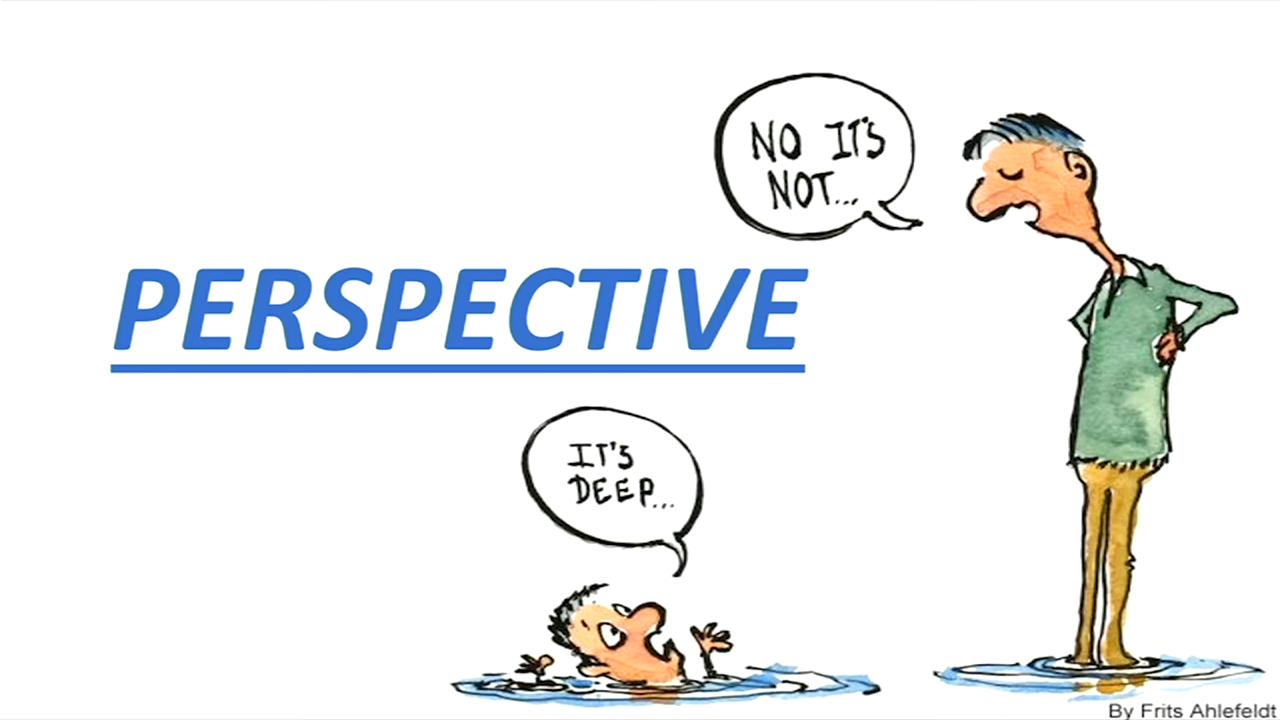 NO IT'S
NOT...
PERSPECTIVE
IT'S
DEEP...
By Frits Ahlefeldt